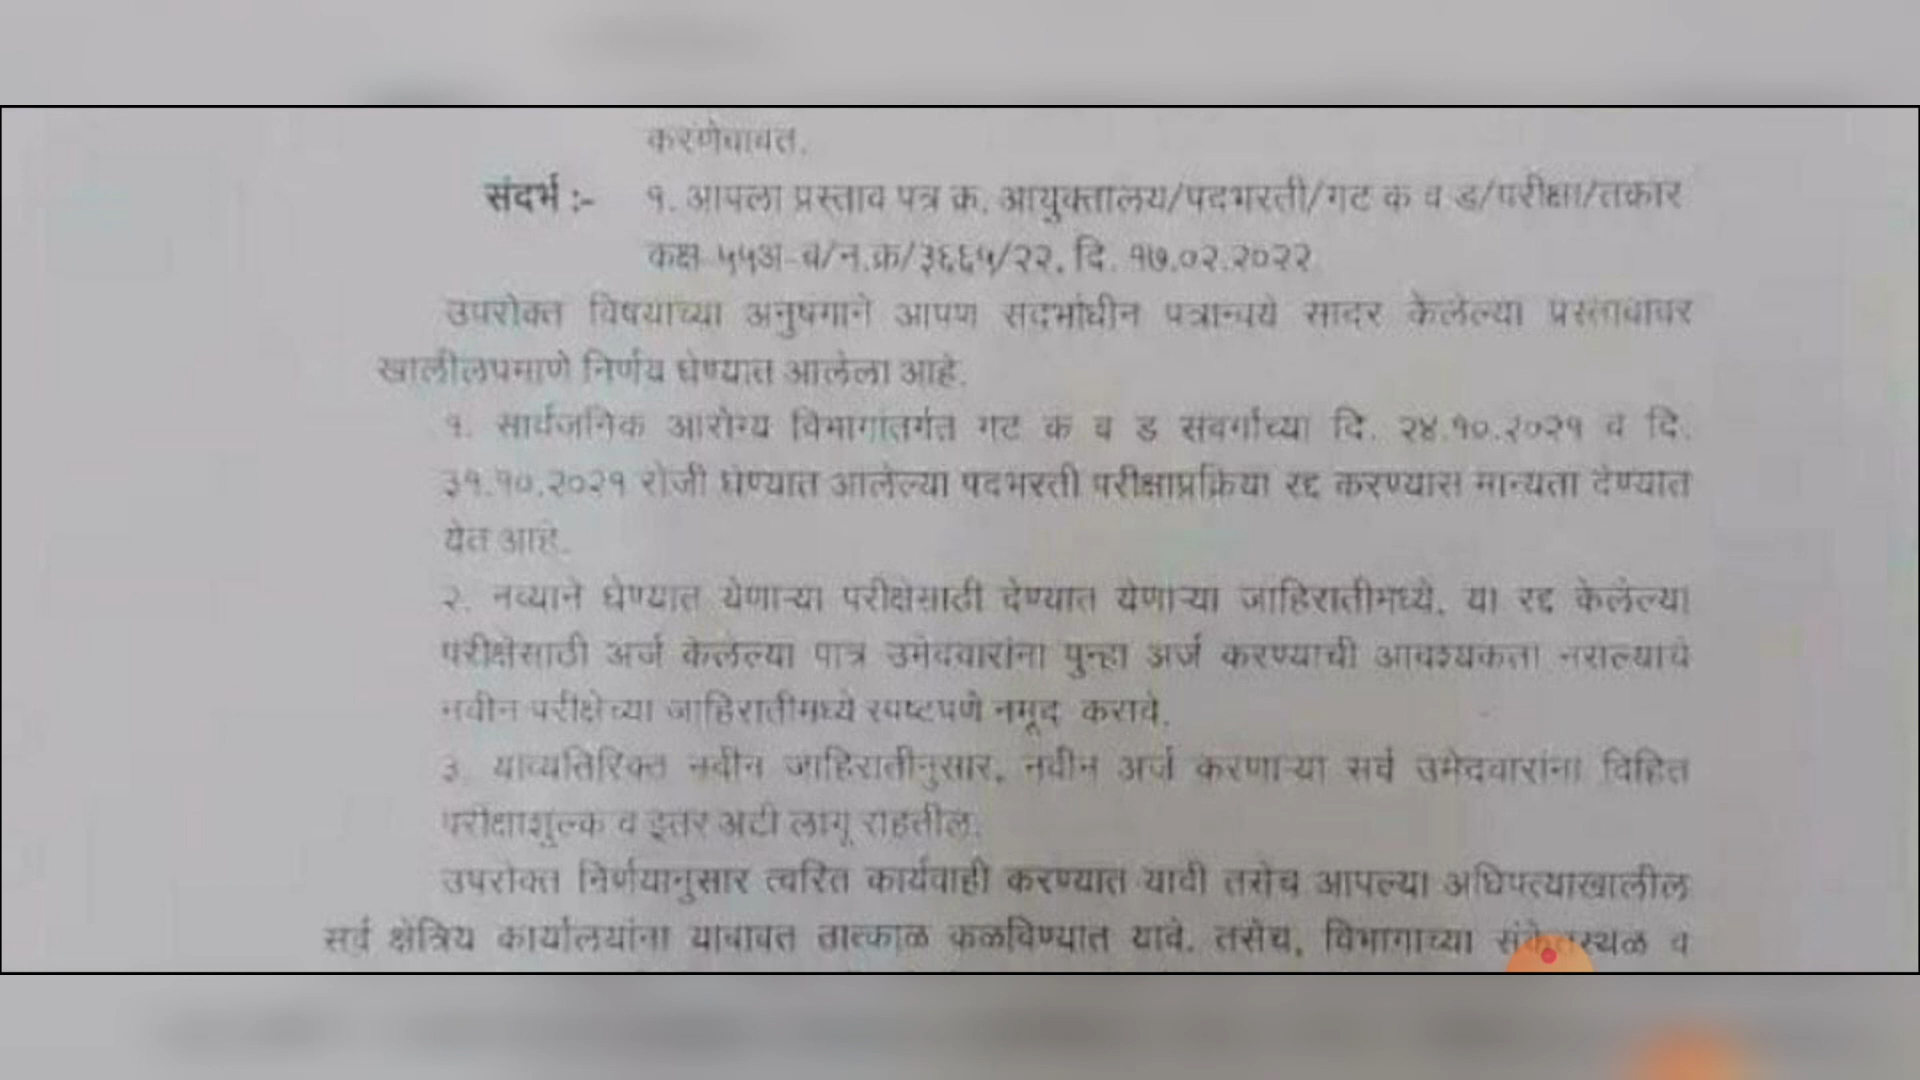 करणेबाबत.
संदर्भ :- १. आपला प्रस्ताव पत्र क्र. आयुक्तालय/पदभरती/गट क व ड/परीक्षा/तक्रार
कक्ष ५५अ-ब/न.क्र/३६६५/२२, दि. १७.०२.२०२२
उपरोक्त विषयाच्या अनुषंगाने आपण संदर्भाधीन पत्रान्वये सादर केलेल्या प्रस्तावावर
खालीलप्रमाणे निर्णय घेण्यात आलेला आहे.
१. सार्वजनिक आरोग्य विभागांतर्गत गट क व ड संवर्गाच्या दि. २४.१०.२०२१ व दि.
३१.१०.२०२१ रोजी घेण्यात आलेल्या पदभरती परीक्षाप्रक्रिया रद्द करण्यास मान्यता देण्यात
येत आहे.
२. नव्याने घेण्यात येणाऱ्या परीक्षेसाठी देण्यात येणाऱ्या जाहिरातीमध्ये, या रद्द केलेल्या
परीक्षेसाठी अर्ज केलेल्या पात्र उमेदवारांना पुन्हा अर्ज करण्याची आवश्यकता नसल्याचे
नवीन परीक्षेच्या जाहिरातीमध्ये स्पष्टपणे नमूद करावे.
३. याव्यतिरिक्त नवीन जाहिरातीनुसार, नवीन अर्ज करणाऱ्या सर्व उमेदवारांना विहित
परीक्षाशुल्क व इतर अटी लागू राहतील.
उपरोक्त निर्णयानुसार त्वरित कार्यवाही करण्यात यावी तसेच आपल्या अधिपत्याखालील
सर्व क्षेत्रिय कार्यालयांना याबाबत तात्काळ कळविण्यात यावे. तसेच, विभागाच्या संकेतस्थळ व